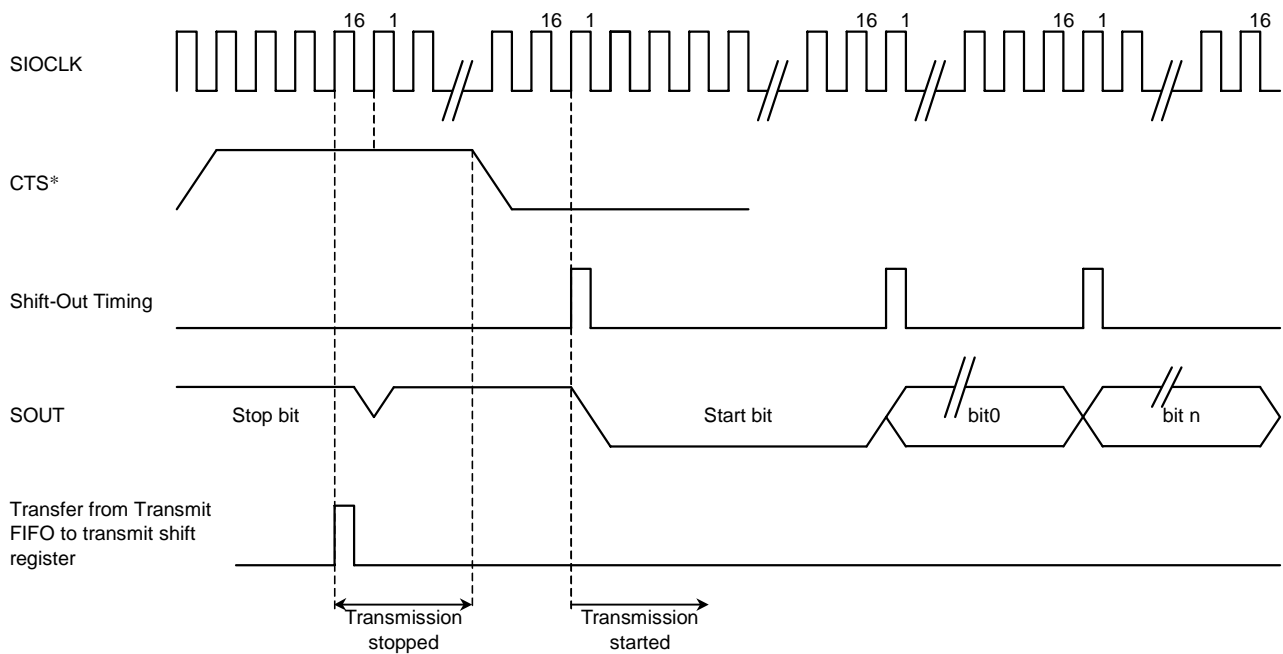 16 1 16 1 16 1 16 1 16
SIOCLK
CTS*
Shift-Out Timing
SOUT
Stop bit
Start bit
bit0
bit n
Transfer from Transmit
FIFO to transmit shift
register
Transmission
stopped
Transmission
started